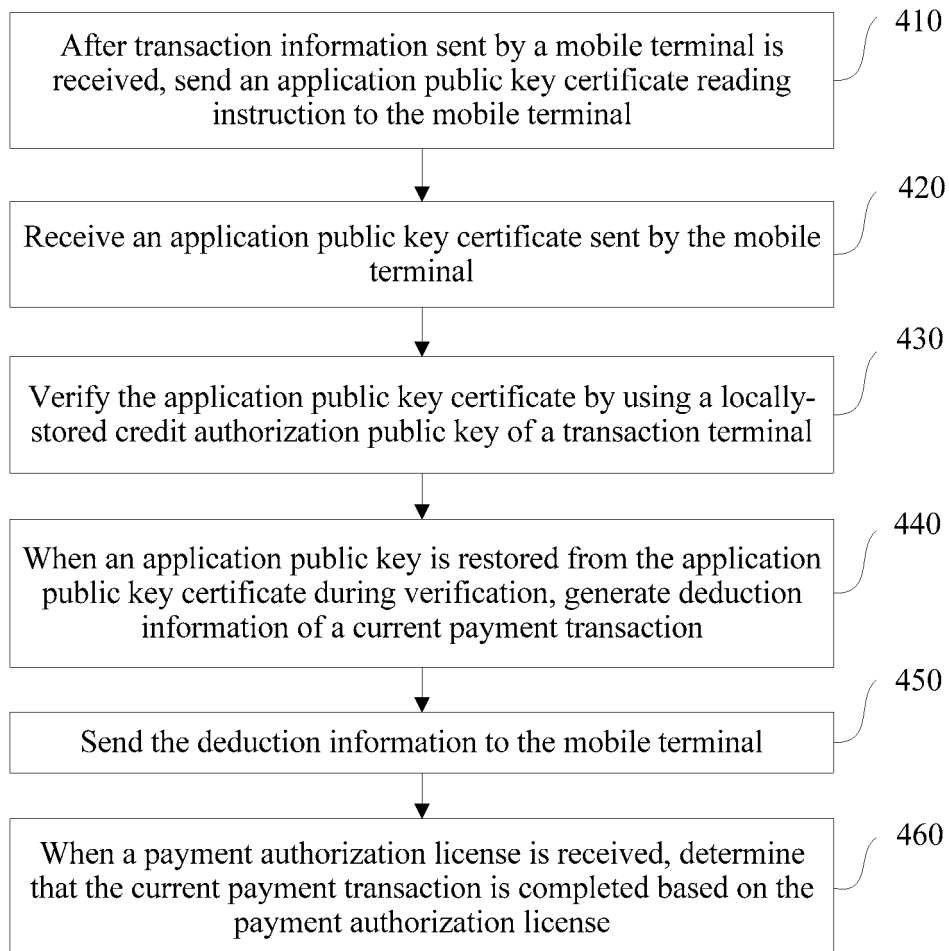 After transaction information sent by a mobile terminal is
received, send an application public key certificate reading
instruction to the mobile terminal
410
Receive an application public key certificate sent by the mobile
terminal
420
Verify the application public key certificate by using a locally-
stored credit authorization public key of a transaction terminal
430
When an application public key is restored from the application
public key certificate during verification, generate deduction
information of a current payment transaction
440
Send the deduction information to the mobile terminal
450
When a payment authorization license is received, determine
that the current payment transaction is completed based on the
payment authorization license
460